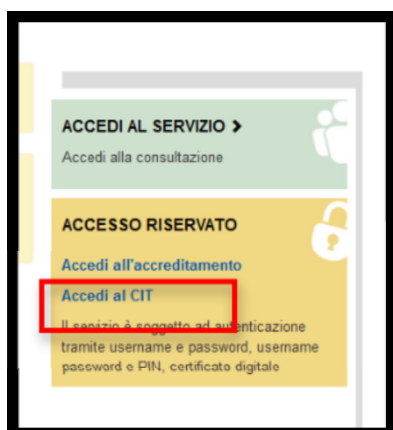 ACCEDI AL SERVIZIO >
Accedi alla consultazione
ACCESSO RISERVATO
Accedi all'accreditamento
Accedi al CIT
Il servizio è soggetto ad autenticazione
tramite username e password, username
password e PIN, certificato digitale